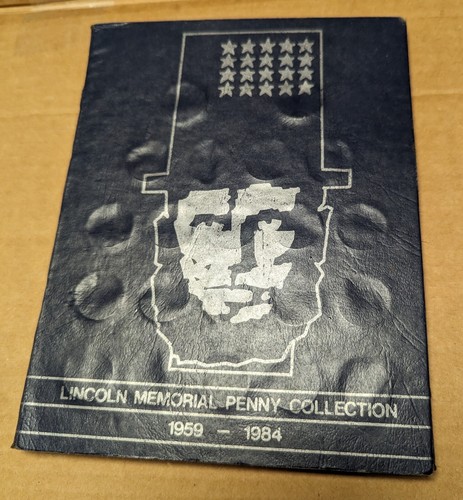 LINCOLN MEMORIAL PENNY COLLECTION
1959 – 1984